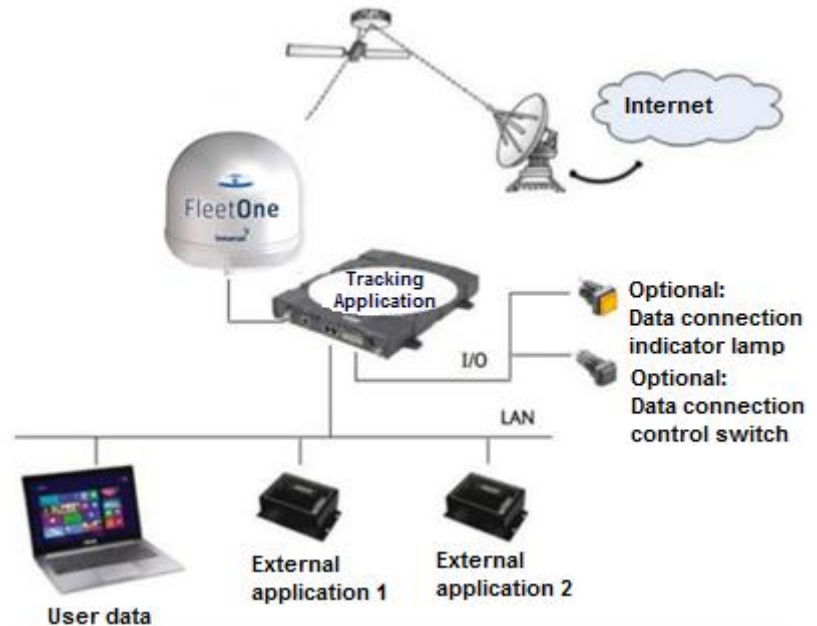 Internet
FleetOne
inmarsat
Tracking
Application
Optional:
Data connection
indicator lamp
I/O
Optional:
Data connection
control switch
LAN
External
application 1
External
application 2
User data